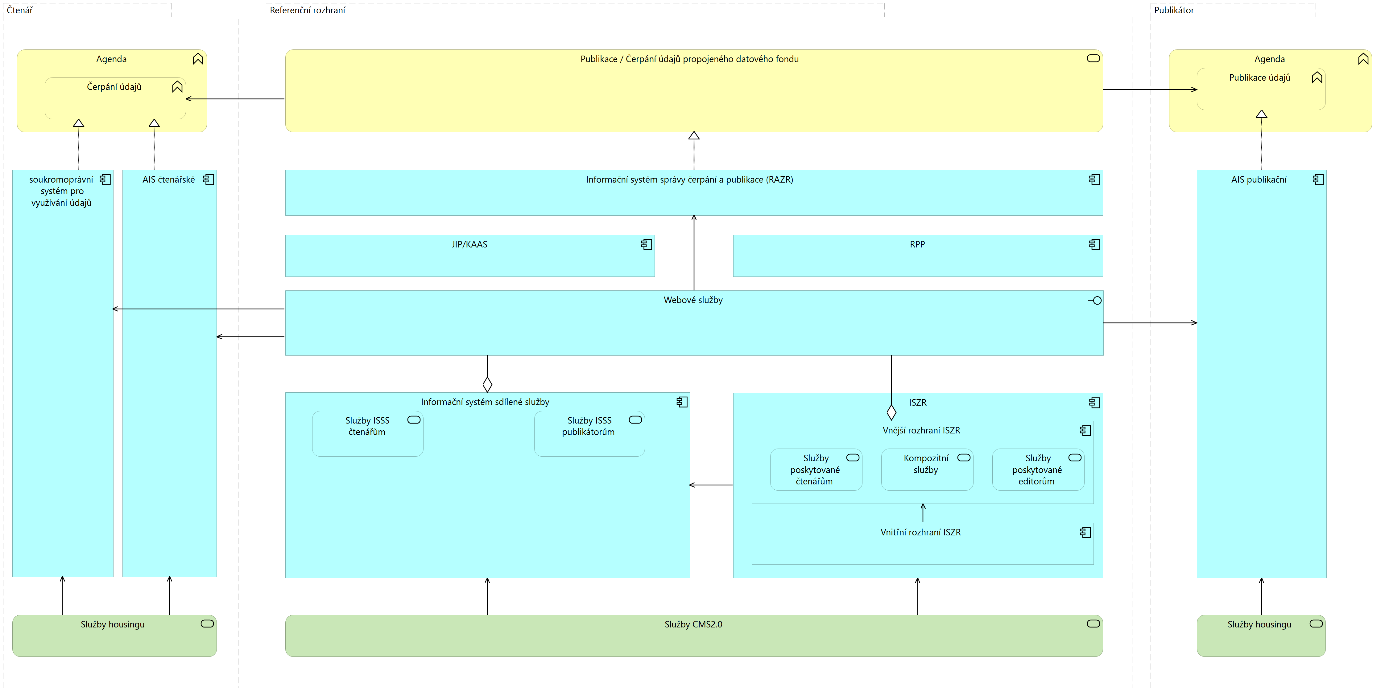 Čtenář
Referenční rozhraní
Publikátor
Agenda
Čerpání údajů
Publikace / Čerpání údajů propojeného datového fondu
Agenda
Publikace údajů
soukromoprávní
systém pro
využívání údajů
AIS čtenářské
Informační systém správy čerpání a publikace (RAZR)
AIS publikační
JIP/KAAS
RPP
Webové služby
Informační systém sdílené služby
Služby ISSS
čtenářům
Služby ISSS
publikátorům
ISZR
Vnější rozhraní ISZR
Služby
poskytované
čtenařům
Kompozitní
služby
Služby
poskytované
editorům
Vnitřní rozhraní ISZR
Služby housingu
Služby CMS2.0
Služby housingu